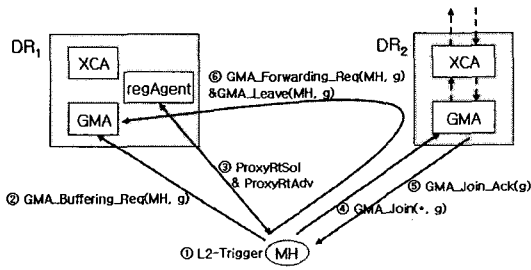 DR1
XCA
regAgent
GMA
DR2
XCA
GMA
⑥ GMA_Forwarding_Req(MH, g)
&GMA_Leave(MH, g)
③ ProxyRtSol
& ProxyRtAdv
② GMA_Buffering_Req(MH, g)
⑤ GMA_Join_Ack(g)
④ GMA_Join(*, g)
① L2-Trigger
MH